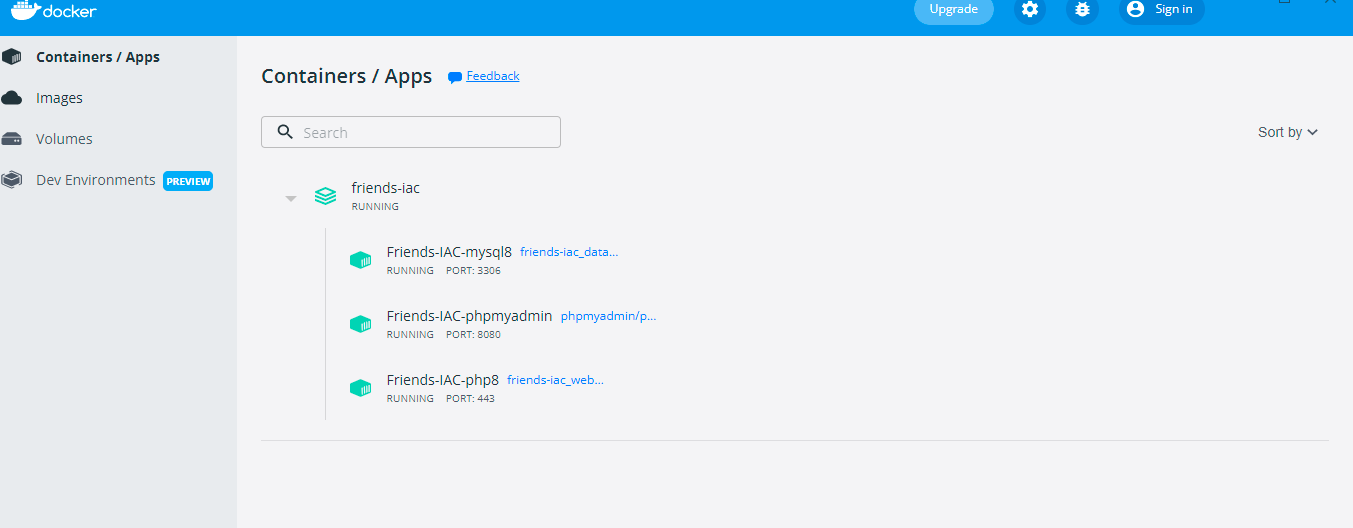 docker
Upgrade
Sign in
Containers / Apps
Images
Volumes
Dev Environments PREVIEW
Containers / Apps Feedback
Search
Sort by
friends-iac
RUNNING
Friends-IAC-mysql8 friends-iac_data...
RUNNING PORT: 3306
Friends-IAC-phpmyadmin phpmyadmin/p...
RUNNING PORT: 8080
Friends-IAC-php8 friends-iac_web...
RUNNING PORT: 443